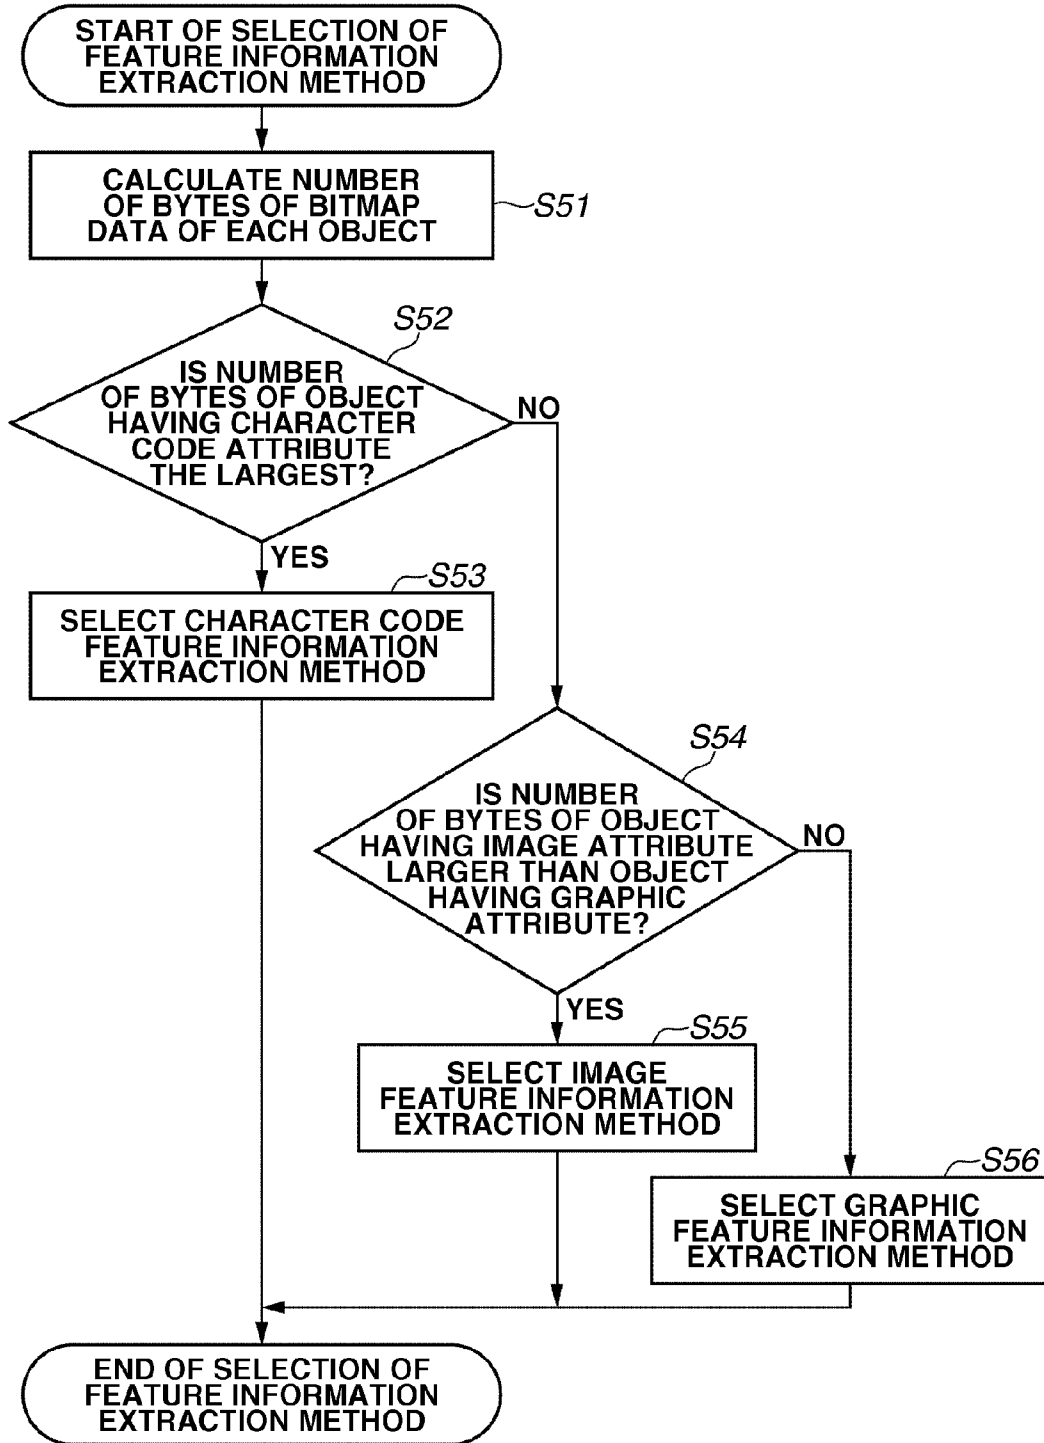 START OF SELECTION OF
FEATURE INFORMATION
EXTRACTION METHOD
CALCULATE NUMBER
OF BYTES OF BITMAP
DATA OF EACH OBJECT
S51
S52
IS NUMBER
OF BYTES OF OBJECT
HAVING CHARACTER
CODE ATTRIBUTE
THE LARGEST?
NO
YES
S53
SELECT CHARACTER CODE
FEATURE INFORMATION
EXTRACTION METHOD
S54
IS NUMBER
OF BYTES OF OBJECT
HAVING IMAGE ATTRIBUTE
LARGER THAN OBJECT
HAVING GRAPHIC
ATTRIBUTE?
NO
YES
S55
SELECT IMAGE
FEATURE INFORMATION
EXTRACTION METHOD
S56
SELECT GRAPHIC
FEATURE INFORMATION
EXTRACTION METHOD
END OF SELECTION OF
FEATURE INFORMATION
EXTRACTION METHOD